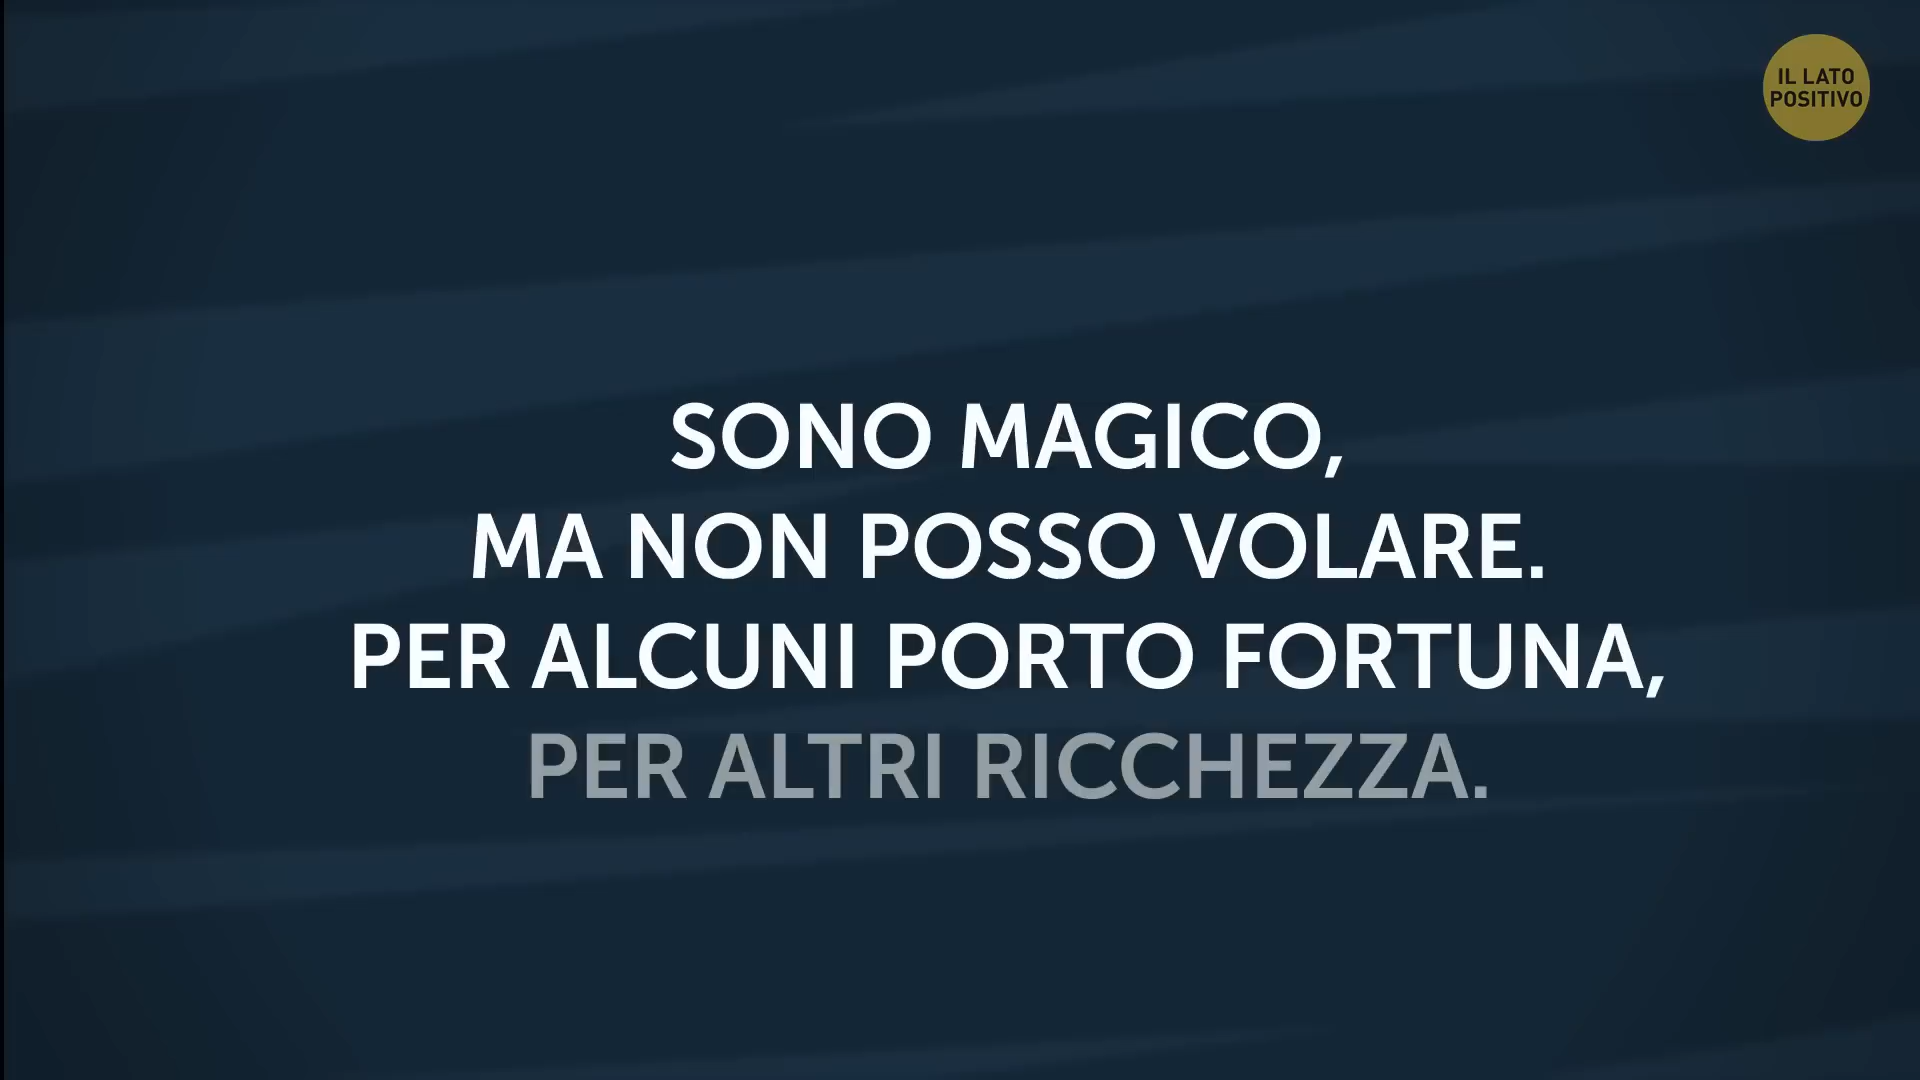 IL LATO
POSITIVO
SONO MAGICO,
MA NON POSSO VOLARE.
PER ALCUNI PORTO FORTUNA,
PER ALTRI RICCHEZZA.